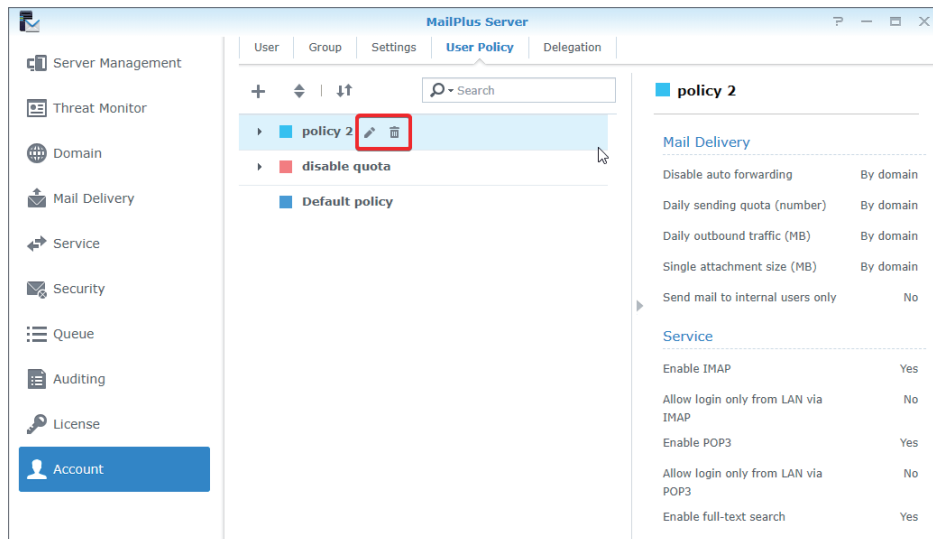 MailPlus Server
Server Management
Threat Monitor
Domain
Mail Delivery
Service
Security
Queue
Auditing
License
Account
User Group Settings User Policy Delegation
Search
policy 2
disable quota
Default policy
policy 2
Mail Delivery
Disable auto forwarding By domain
Daily sending quota (number) By domain
Daily outbound traffic (MB) By domain
Single attachment size (MB) By domain
Send mail to internal users only No
Service
Enable IMAP Yes
Allow login only from LAN via No
IMAP
Enable POP3 Yes
Allow login only from LAN via No
POP3
Enable full-text search Yes